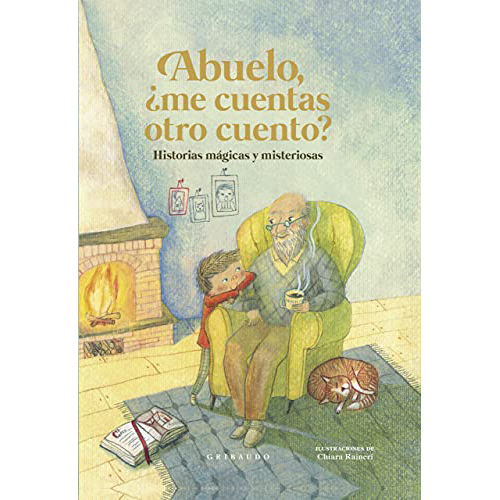 Abuelo,
¿me cuentas
otro cuento?
Historias mágicas y misteriosas
GRIBAUDO
ILUSTRACIONES DE
Chiara Raineri